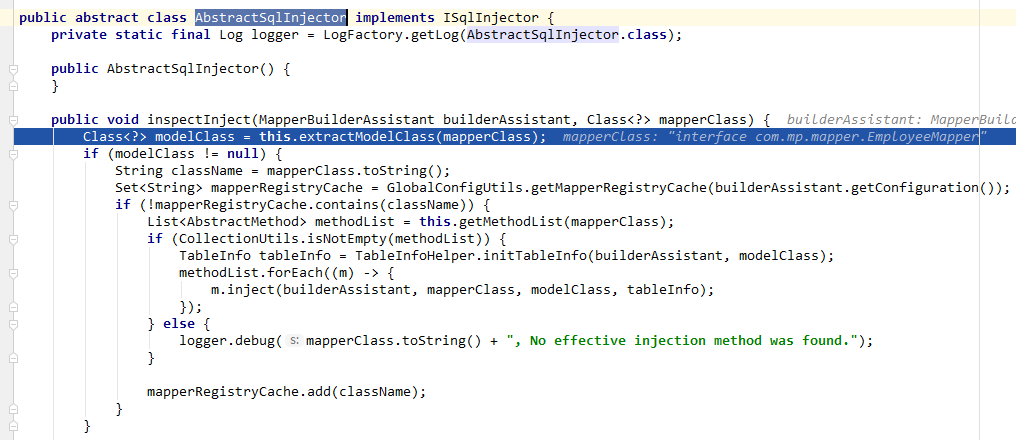 public abstract class AbstractSqlInjector implements ISqlInjector {
    private static final Log logger = LogFactory.getLog(AbstractSqlInjector.class);
    public AbstractSqlInjector() {
    }
    public void inspectInject(MapperBuilderAssistant builderAssistant, Class<?> mapperClass) {  builderAssistant: MapperBuild
        Class<?> modelClass = this.extractModelClass(mapperClass);  mapperClass: "interface com.mp.mapper.EmployeeMapper"
        if (modelClass != null) {
            String className = mapperClass.toString();
            Set<String> mapperRegistryCache = GlobalConfigUtils.getMapperRegistryCache(builderAssistant.getConfiguration());
            if (!mapperRegistryCache.contains(className)) {
                List<AbstractMethod> methodList = this.getMethodList(mapperClass);
                if (CollectionUtils.isNotEmpty(methodList)) {
                    TableInfo tableInfo = TableInfoHelper.initTableInfo(builderAssistant, modelClass);
                    methodList.forEach((m) -> {
                        m.inject(builderAssistant, mapperClass, modelClass, tableInfo);
                    });
                } else {
                    logger.debug( s: mapperClass.toString() + ", No effective injection method was found.");
                }
                mapperRegistryCache.add(className);
            }
        }